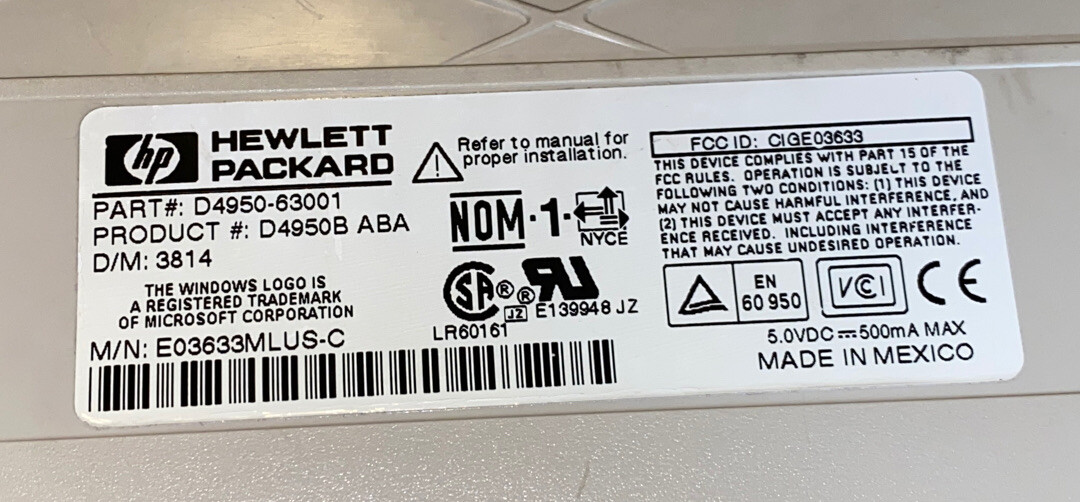 hp HEWLETT
PACKARD
PART#: D4950-63001
PRODUCT #: D4950B ABA
D/M: 3814
THE WINDOWS LOGO IS
A REGISTERED TRADEMARK
OF MICROSOFT CORPORATION
M/N: E03633MLUS-C
Refer to manual for
proper installation.
NOM·1·
NYCE
SA ® ® RU
JZ E139948 JZ
LR60161
FCC ID: CIGE03633
THIS DEVICE COMPLIES WITH PART 15 OF THE
FCC RULES. OPERATION IS SUBJELT TO THE
FOLLOWING TWO CONDITIONS: (1) THIS DEVICE
MAY NOT CAUSE HARMFUL INTERFERENCE, AND
(2) THIS DEVICE MUST ACCEPT ANY INTERFER-
ENCE RECEIVED. INCLUDING INTERFERENCE
THAT MAY CAUSE UNDESIRED OPERATION.
EN
60 950
VCCI
CE
5.0VDC ⎓ 500mA MAX
MADE IN MEXICO